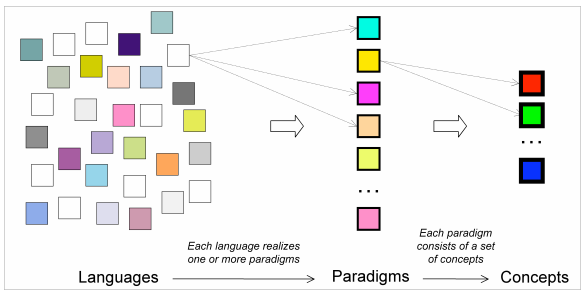 ...
...
Each language realizes
one or more paradigms
Each paradigm
consists of a set
of concepts
Languages
Paradigms
Concepts